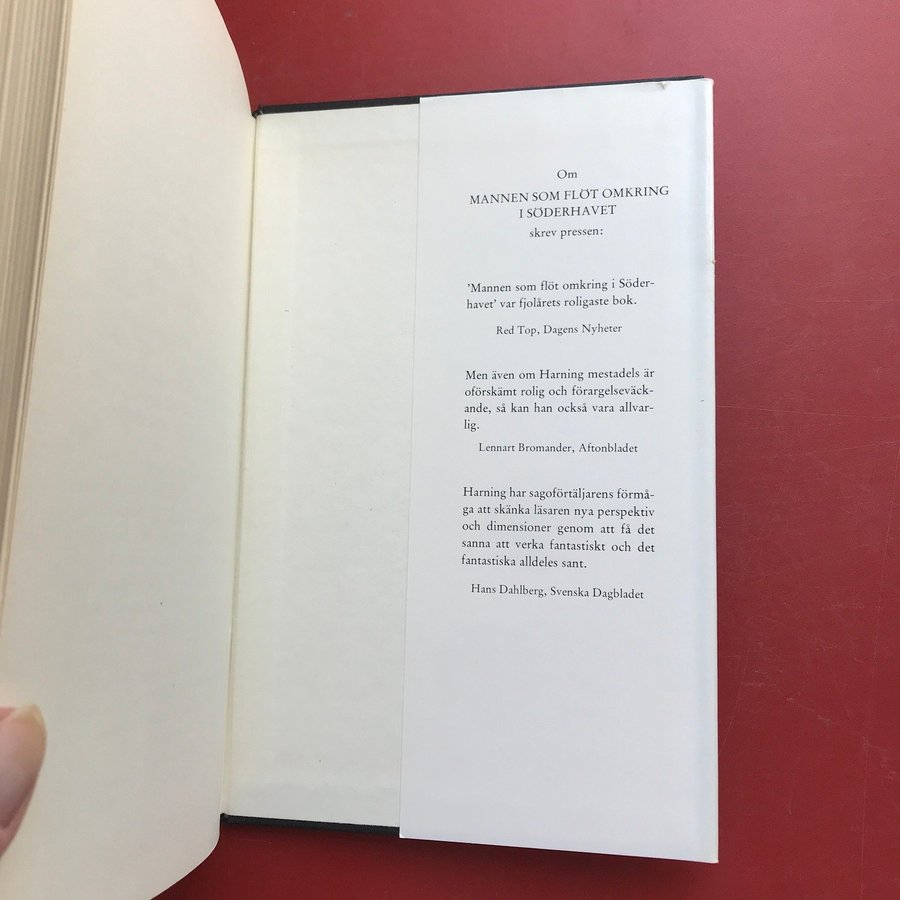 Om
MANNEN SOM FLÖT OMKRING
I SÖDERHAVET
skrev pressen:
'Mannen som flöt omkring i Söder-
havet' var fjolårets roligaste bok.
Red Top, Dagens Nyheter
Men även om Harning mestadels är
oförskämt rolig och förargelseväck-
ande, så kan han också vara allvar-
lig.
Lennart Bromander, Aftonbladet
Harning har sagoförtäljarens förmå-
ga att skänka läsaren nya perspektiv
och dimensioner genom att få det
sanna att verka fantastiskt och det
fantastiska alldeles sant.
Hans Dahlberg, Svenska Dagbladet